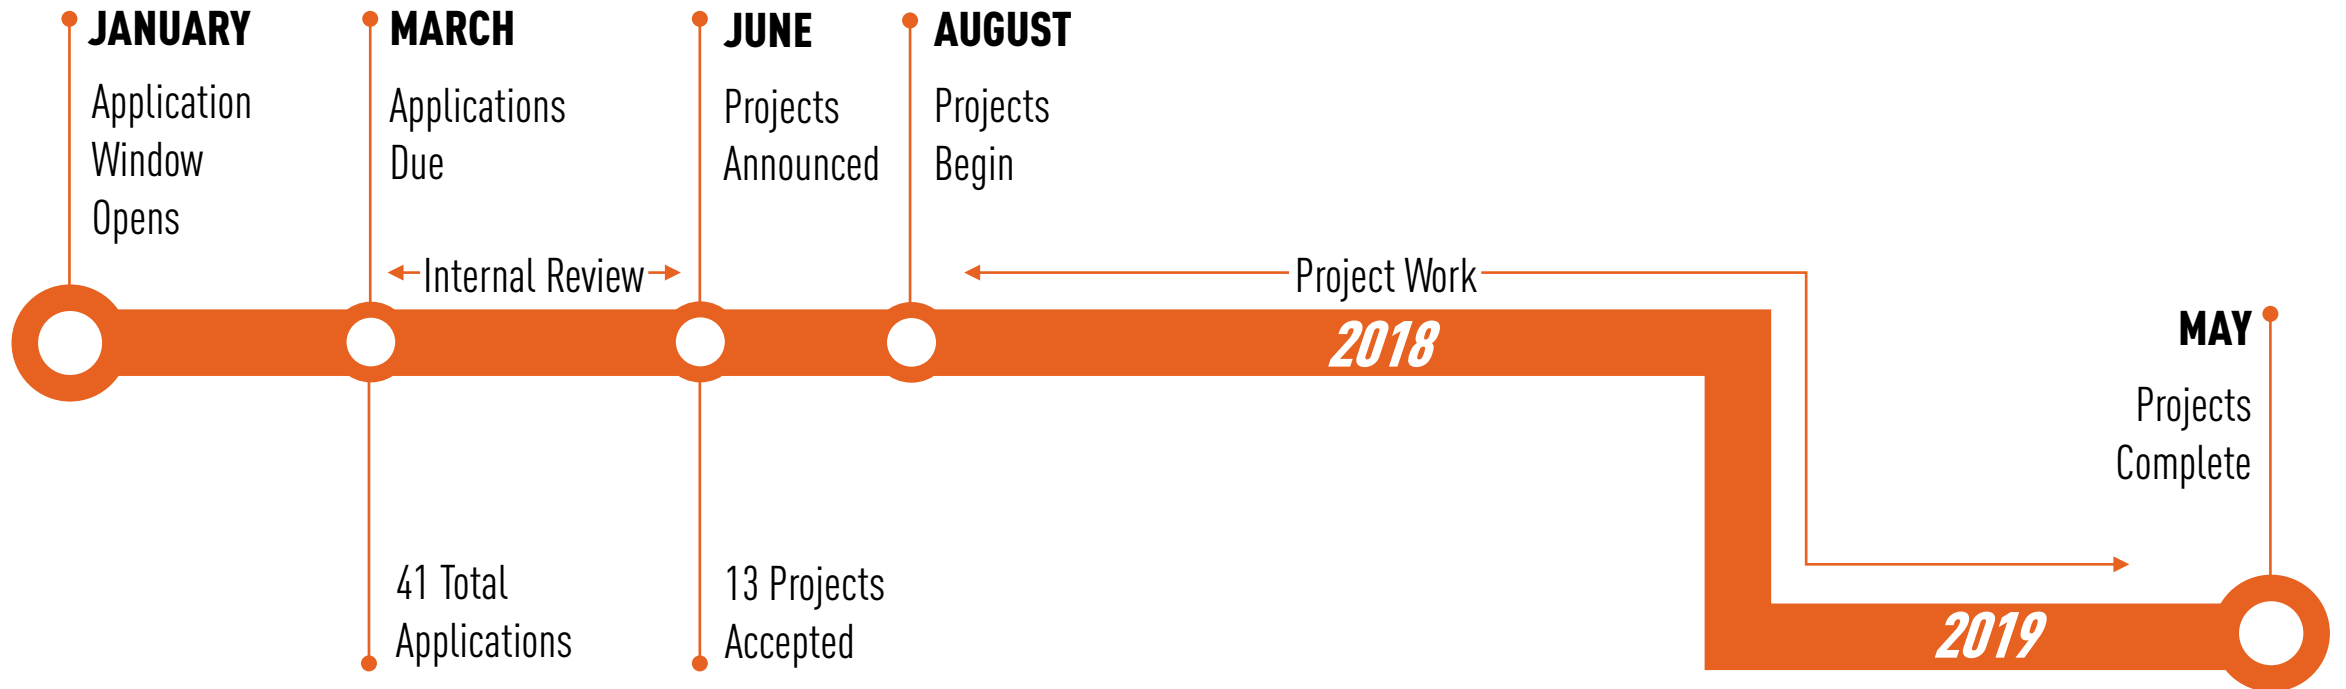 JANUARY
Application
Window
Opens
MARCH
Applications
Due
JUNE
Projects
Announced
AUGUST
Projects
Begin
Internal Review
Project Work
2018
MAY
Projects
Complete
41 Total
Applications
13 Projects
Accepted
2019